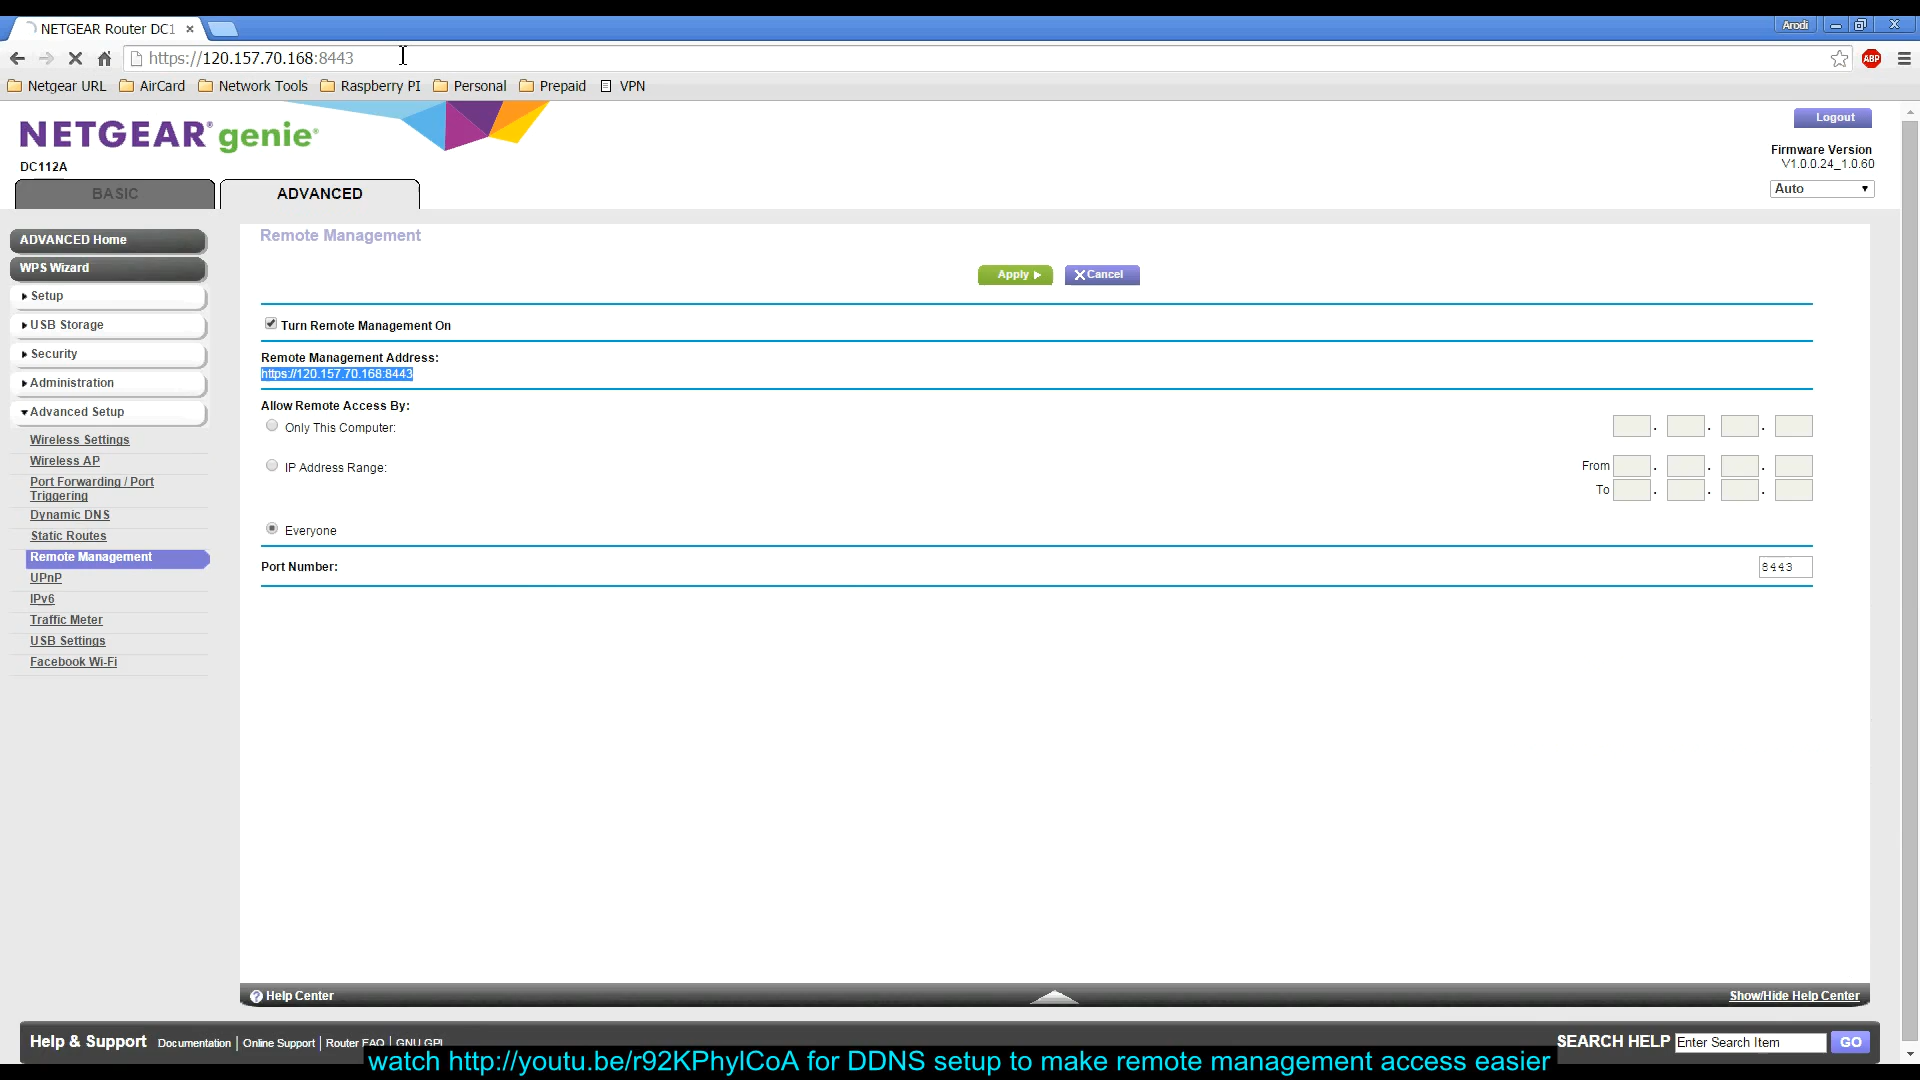 NETGEAR Router DC1
Arodi
https://120.157.70.168:8443
ABP
Netgear URL AirCard Network Tools Raspberry PI Personal Prepaid VPN
NETGEAR® genie®
Logout
DC112A
Firmware Version
V1.0.0.24_1.0.60
Auto
BASIC
ADVANCED
ADVANCED Home
WPS Wizard
Setup
USB Storage
Security
Administration
Advanced Setup
Wireless Settings
Wireless AP
Port Forwarding / Port
Triggering
Dynamic DNS
Static Routes
Remote Management
UPnP
IPv6
Traffic Meter
USB Settings
Facebook Wi-Fi
Remote Management
Apply
Cancel
Turn Remote Management On
Remote Management Address:
https://120.157.70.168:8443
Allow Remote Access By:
Only This Computer:
IP Address Range:
From
To
Everyone
Port Number:
8443
Help Center
Show/Hide Help Center
Help & Support Documentation | Online Support | Router FAQ | GNU GPL
SEARCH HELP Enter Search Item GO
watch http://youtu.be/r92KPhylCoA for DDNS setup to make remote management access easier